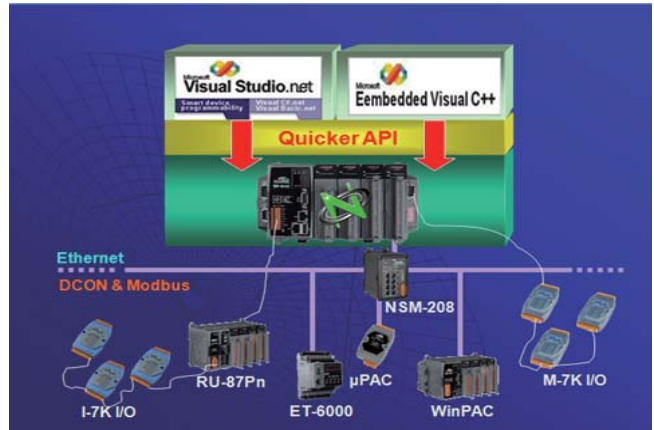 Microsoft
Visual Studio.net
Smart device programmability
Visual C#.net
Visual Basic.net
Microsoft
Eembedded Visual C++
Quicker API
Ethernet
DCON & Modbus
NSM-208
RU-87Pn
I-7K I/O
ET-6000
µPAC
WinPAC
M-7K I/O